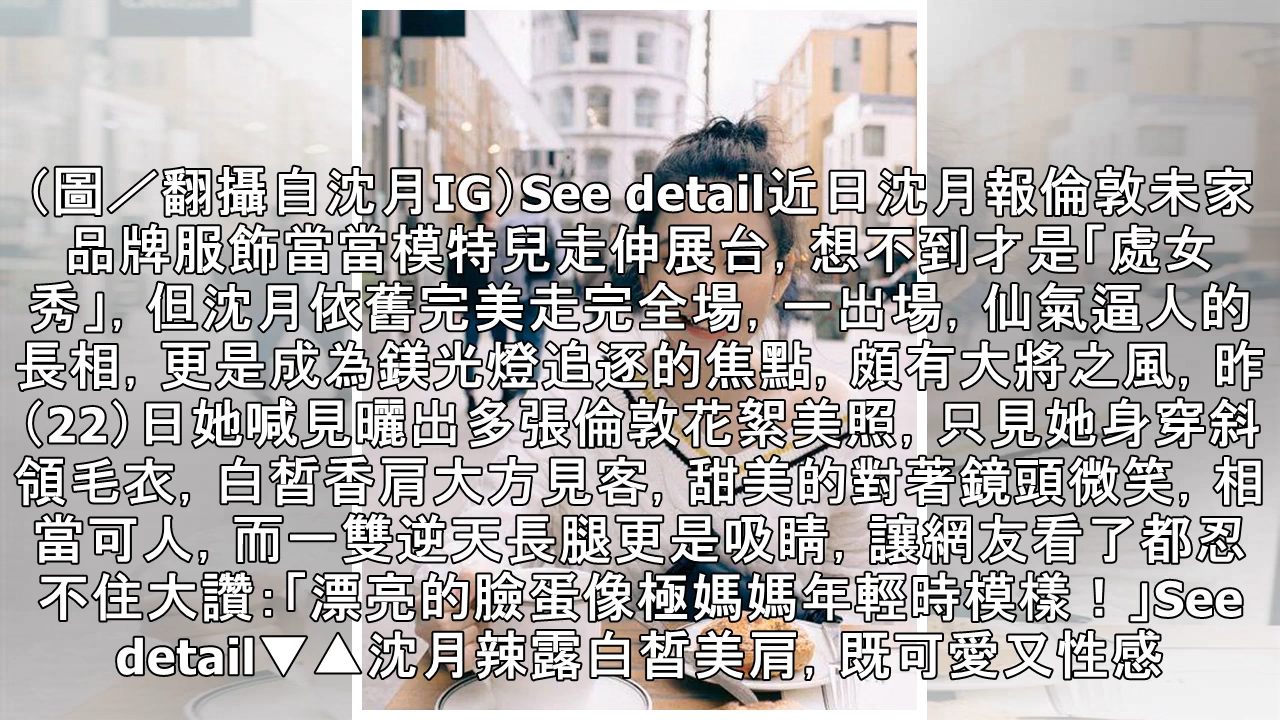 (圖／翻攝自沈月IG)See detail近日沈月報倫敦未家
品牌服飾當當模特兒走伸展台, 想不到才是「處女
秀」, 但沈月依舊完美走完全場, 一出場, 仙氣逼人的
長相, 更是成為鎂光燈追逐的焦點, 頗有大將之風, 昨
(22)日她喊見曬出多張倫敦花絮美照, 只見她身穿斜
領毛衣, 白皙香肩大方見客, 甜美的對著鏡頭微笑, 相
當可人, 而一雙逆天長腿更是吸睛, 讓網友看了都忍
不住大讚:「漂亮的臉蛋像極媽媽年輕時模樣！」See
detail▼▲沈月辣露白皙美肩, 既可愛又性感